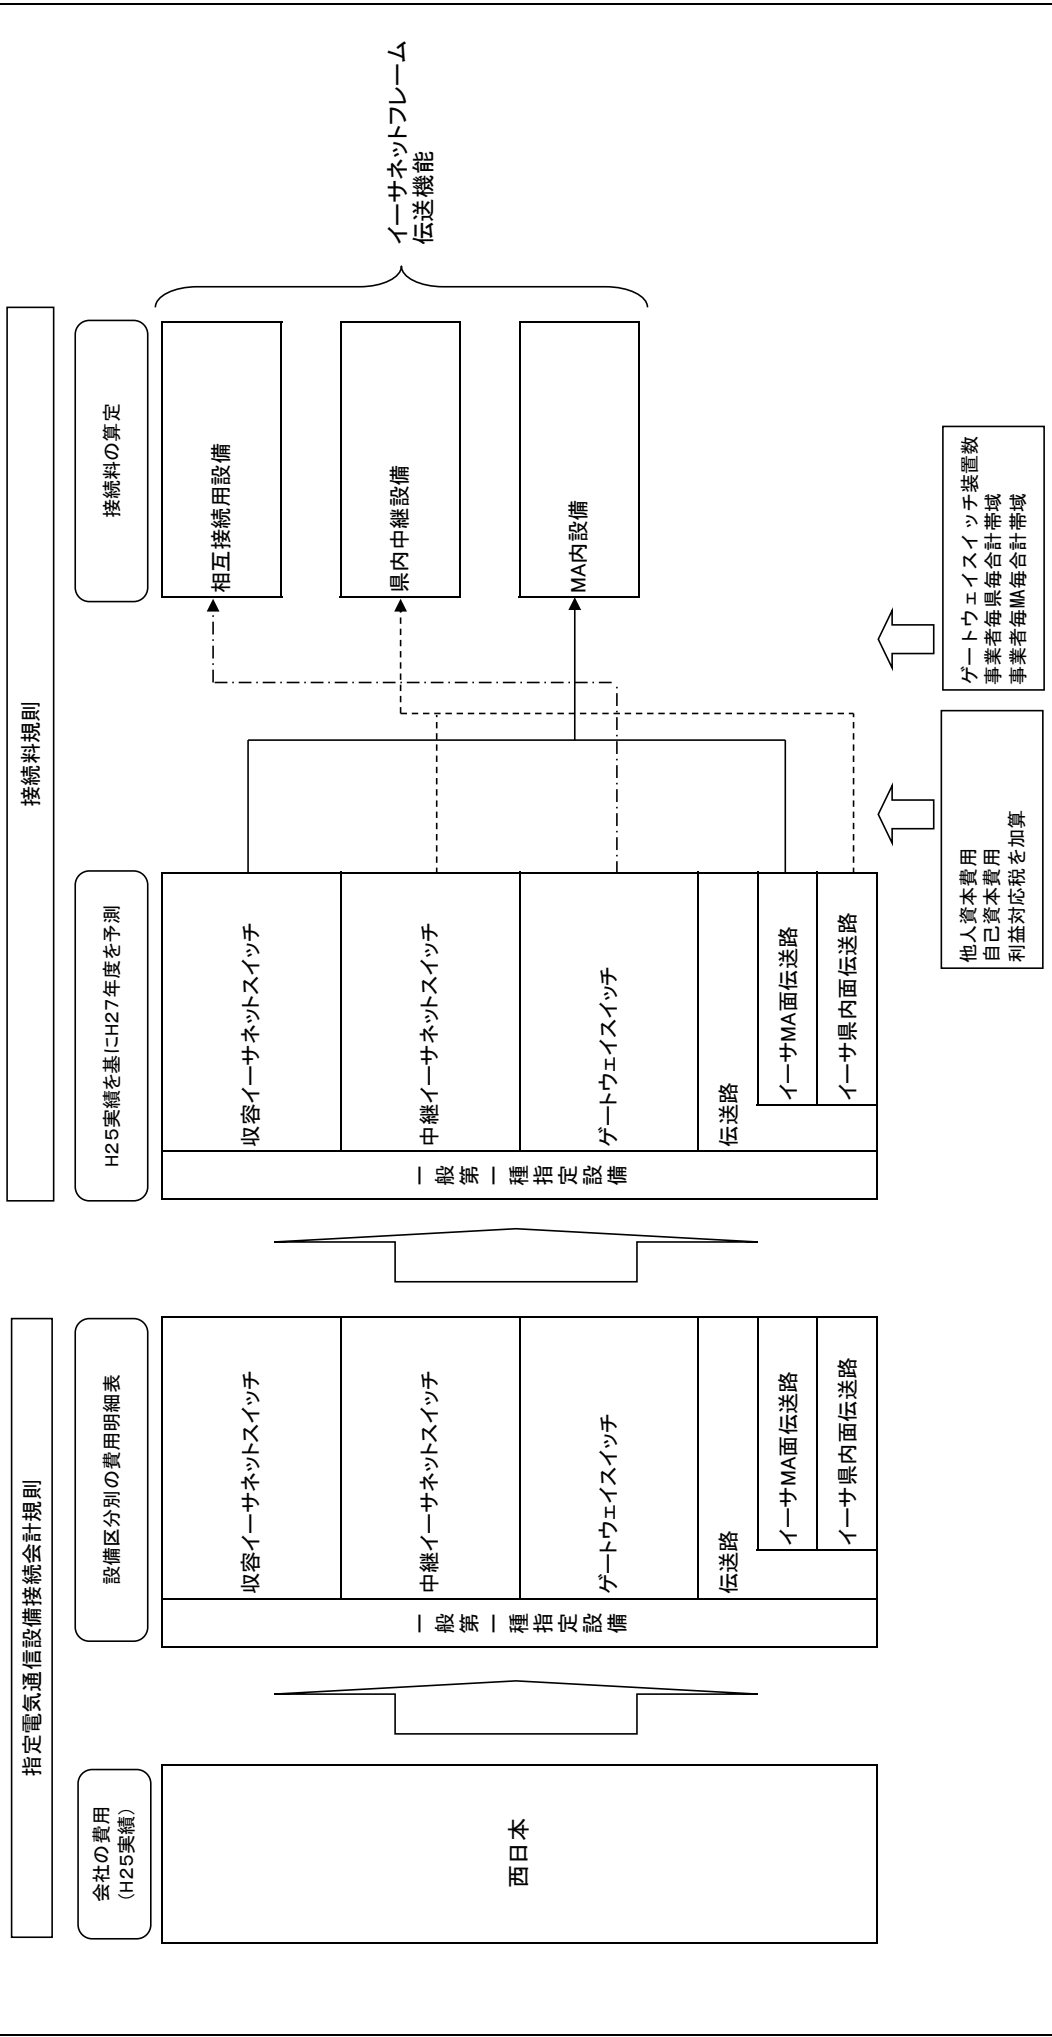 指定電気通信設備接続会計規則
接続料規則
会社の費用
（H25実績）
設備区分別の費用明細表
H25実績を基にH27年度を予測
接続料の算定
西日本
一般第一種指定設備
収容イーサネットスイッチ
中継イーサネットスイッチ
ゲートウェイスイッチ
伝送路
イーサMA面伝送路
イーサ県内面伝送路
一般第一種指定設備
収容イーサネットスイッチ
中継イーサネットスイッチ
ゲートウェイスイッチ
伝送路
イーサMA面伝送路
イーサ県内面伝送路
相互接続用設備
県内中継設備
MA内設備
イーサネットフレーム
伝送機能
他人資本費用
自己資本費用
利益対応税を加算
ゲートウェイスイッチ装置数
事業者毎県毎合計帯域
事業者毎MA毎合計帯域